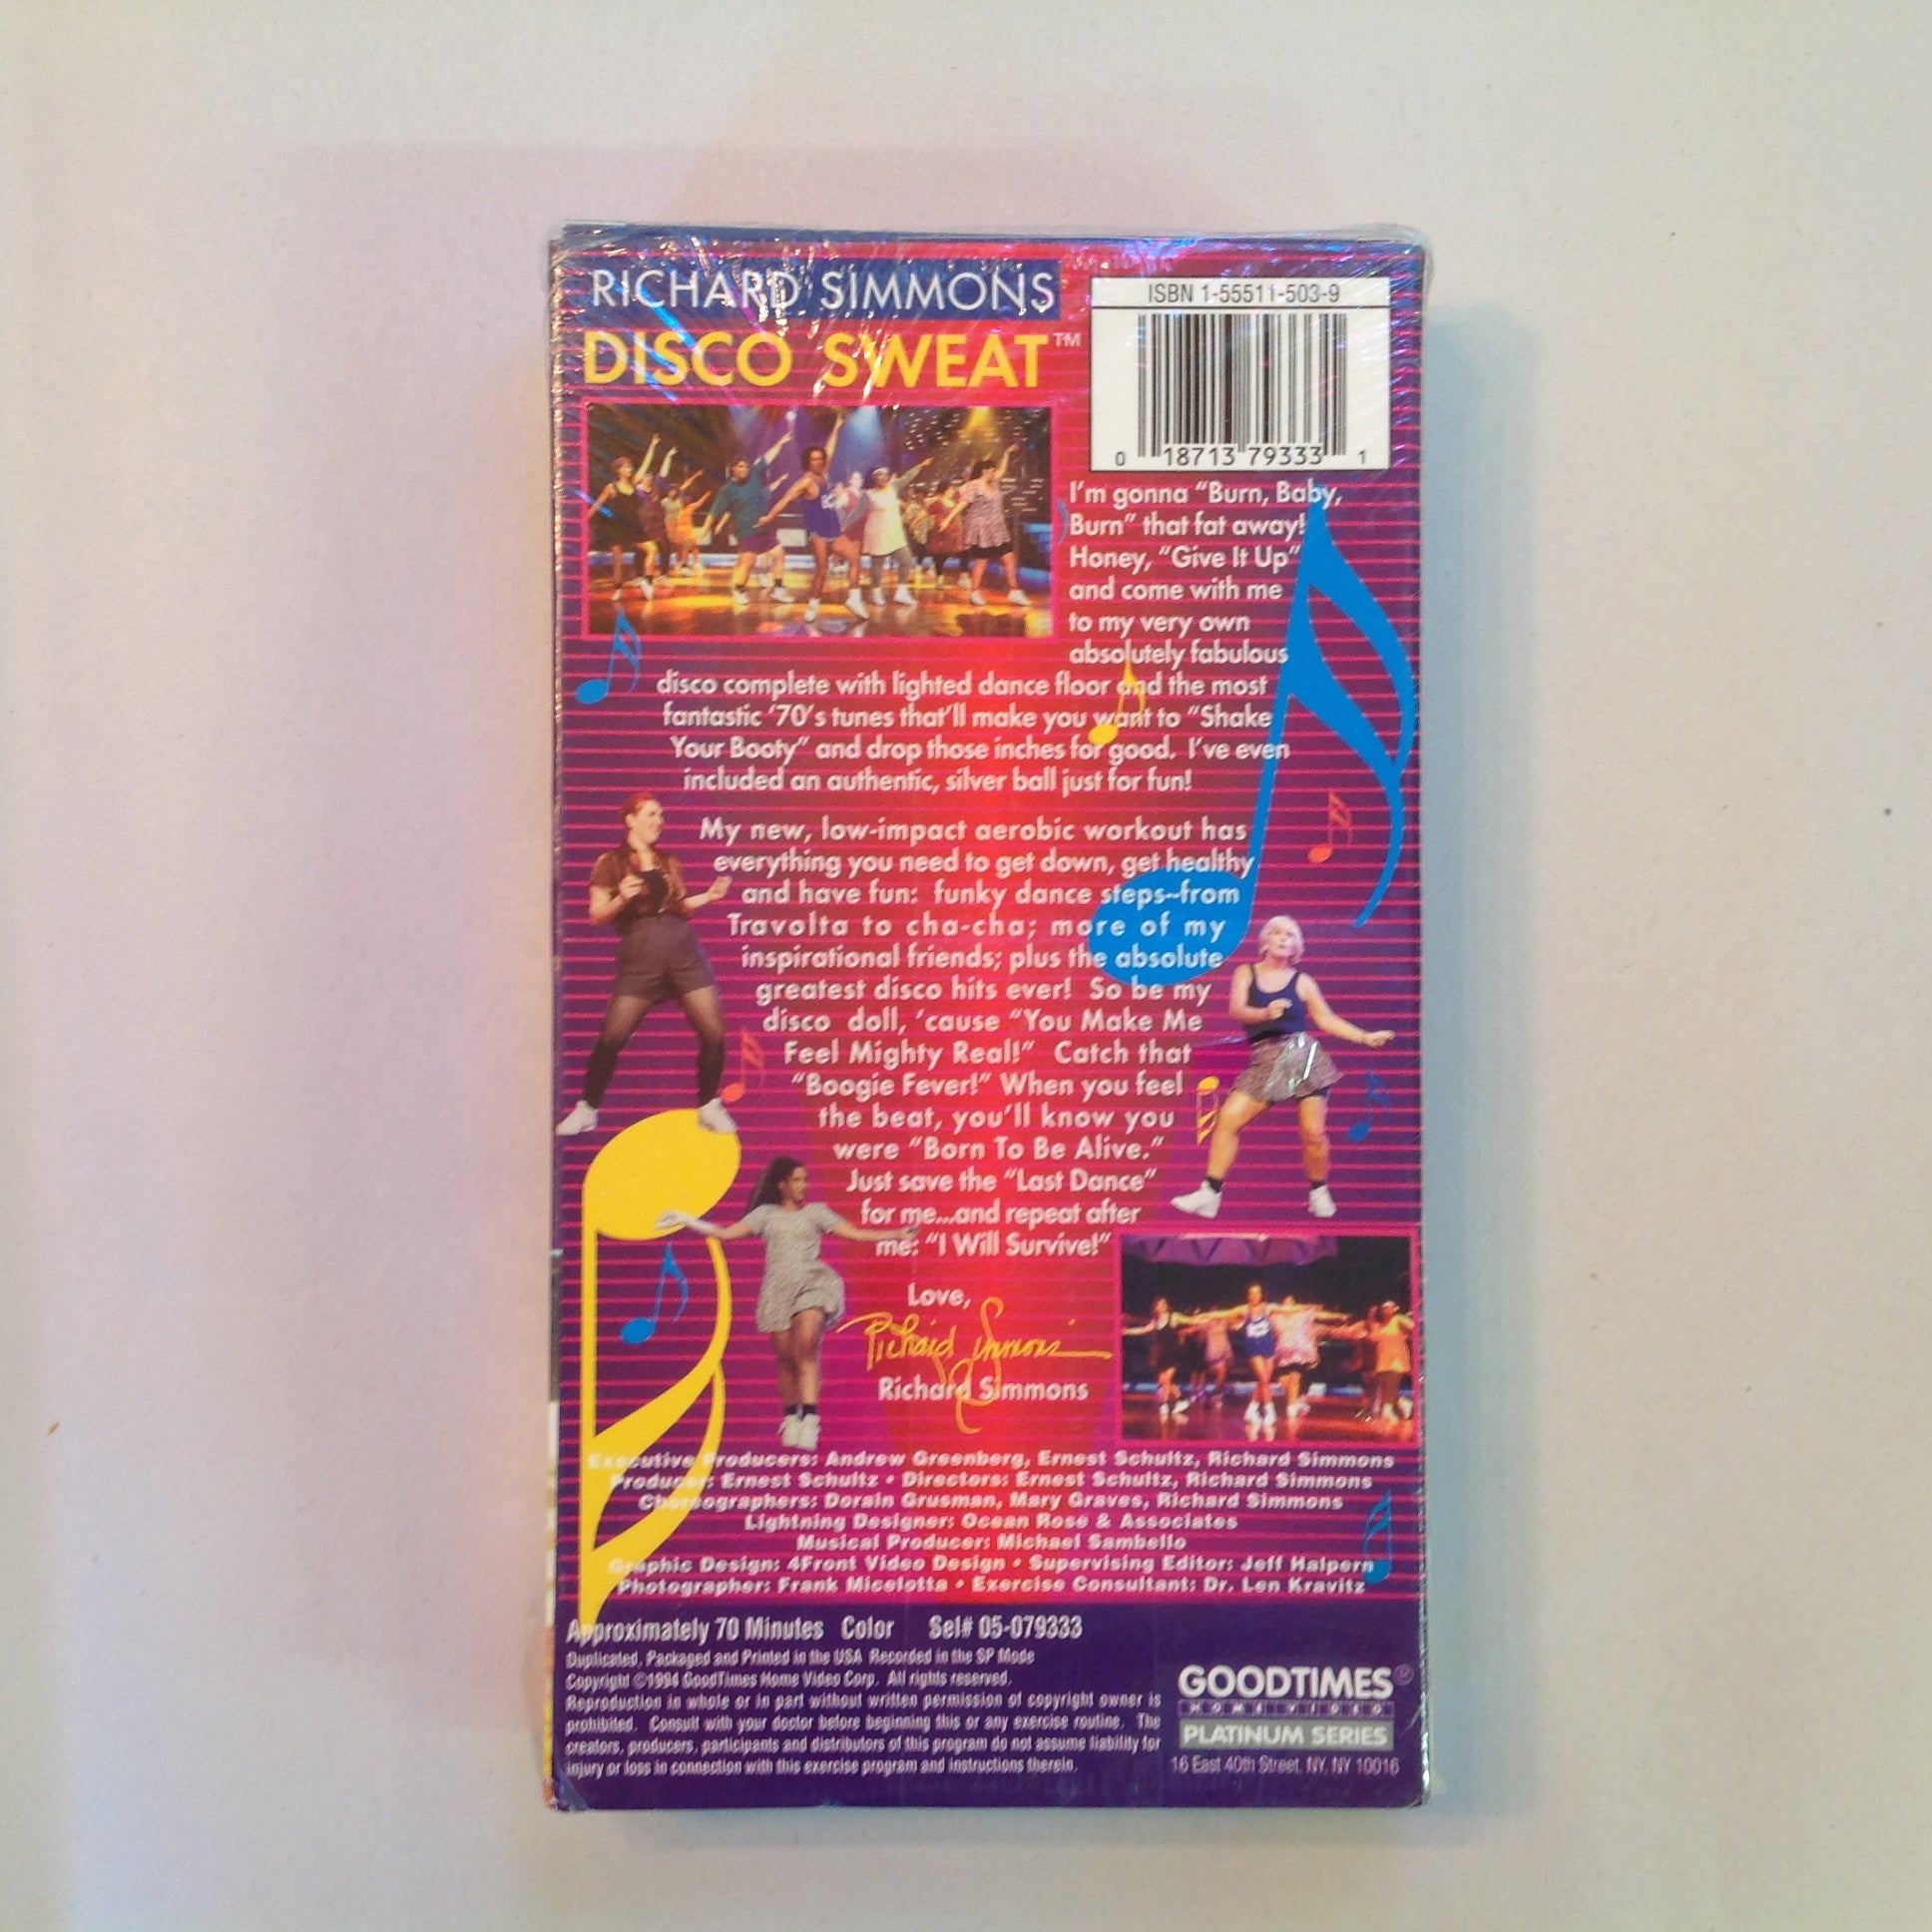 RICHARD SIMMONS
DISCO SWEAT™
ISBN 1-55511-503-9
0 18713 79333 1
I'm gonna "Burn, Baby,
Burn" that fat away!
Honey, "Give It Up"
and come with me
to my very own
absolutely fabulous
disco complete with lighted dance floor and the most
fantastic '70's tunes that'll make you want to "Shake
Your Booty" and drop those inches for good. I've even
included an authentic, silver ball just for fun!
My new, low-impact aerobic workout has
everything you need to get down, get healthy
and have fun: funky dance steps--from
Travolta to cha-cha; more of my
inspirational friends; plus the absolute
greatest disco hits ever! So be my
disco doll, 'cause "You Make Me
Feel Mighty Real!" Catch that
"Boogie Fever!" When you feel
the beat, you'll know you
were "Born To Be Alive."
Just save the "Last Dance"
for me...and repeat after
me: "I Will Survive!"
Love,
Richard Simmons
Richard Simmons
Executive Producers: Andrew Greenberg, Ernest Schultz, Richard Simmons
Producer: Ernest Schultz • Directors: Ernest Schultz, Richard Simmons
Choreographers: Dorain Grusman, Mary Graves, Richard Simmons
Lightning Designer: Ocean Rose & Associates
Musical Producer: Michael Sambello
Graphic Design: 4Front Video Design • Supervising Editor: Jeff Halpern
Photographer: Frank Micelotta • Exercise Consultant: Dr. Len Kravitz
Approximately 70 Minutes Color Sel# 05-079333
Duplicated, Packaged and Printed in the USA Recorded in the SP Mode
Copyright ©1994 GoodTimes Home Video Corp. All rights reserved.
Reproduction in whole or in part without written permission of copyright owner is
prohibited. Consult with your doctor before beginning this or any exercise routine. The
creators, producers, participants and distributors of this program do not assume liability for
injury or loss in connection with this exercise program and instructions therein.
GOODTIMES®
HOME VIDEO
PLATINUM SERIES
16 East 40th Street, NY, NY 10016